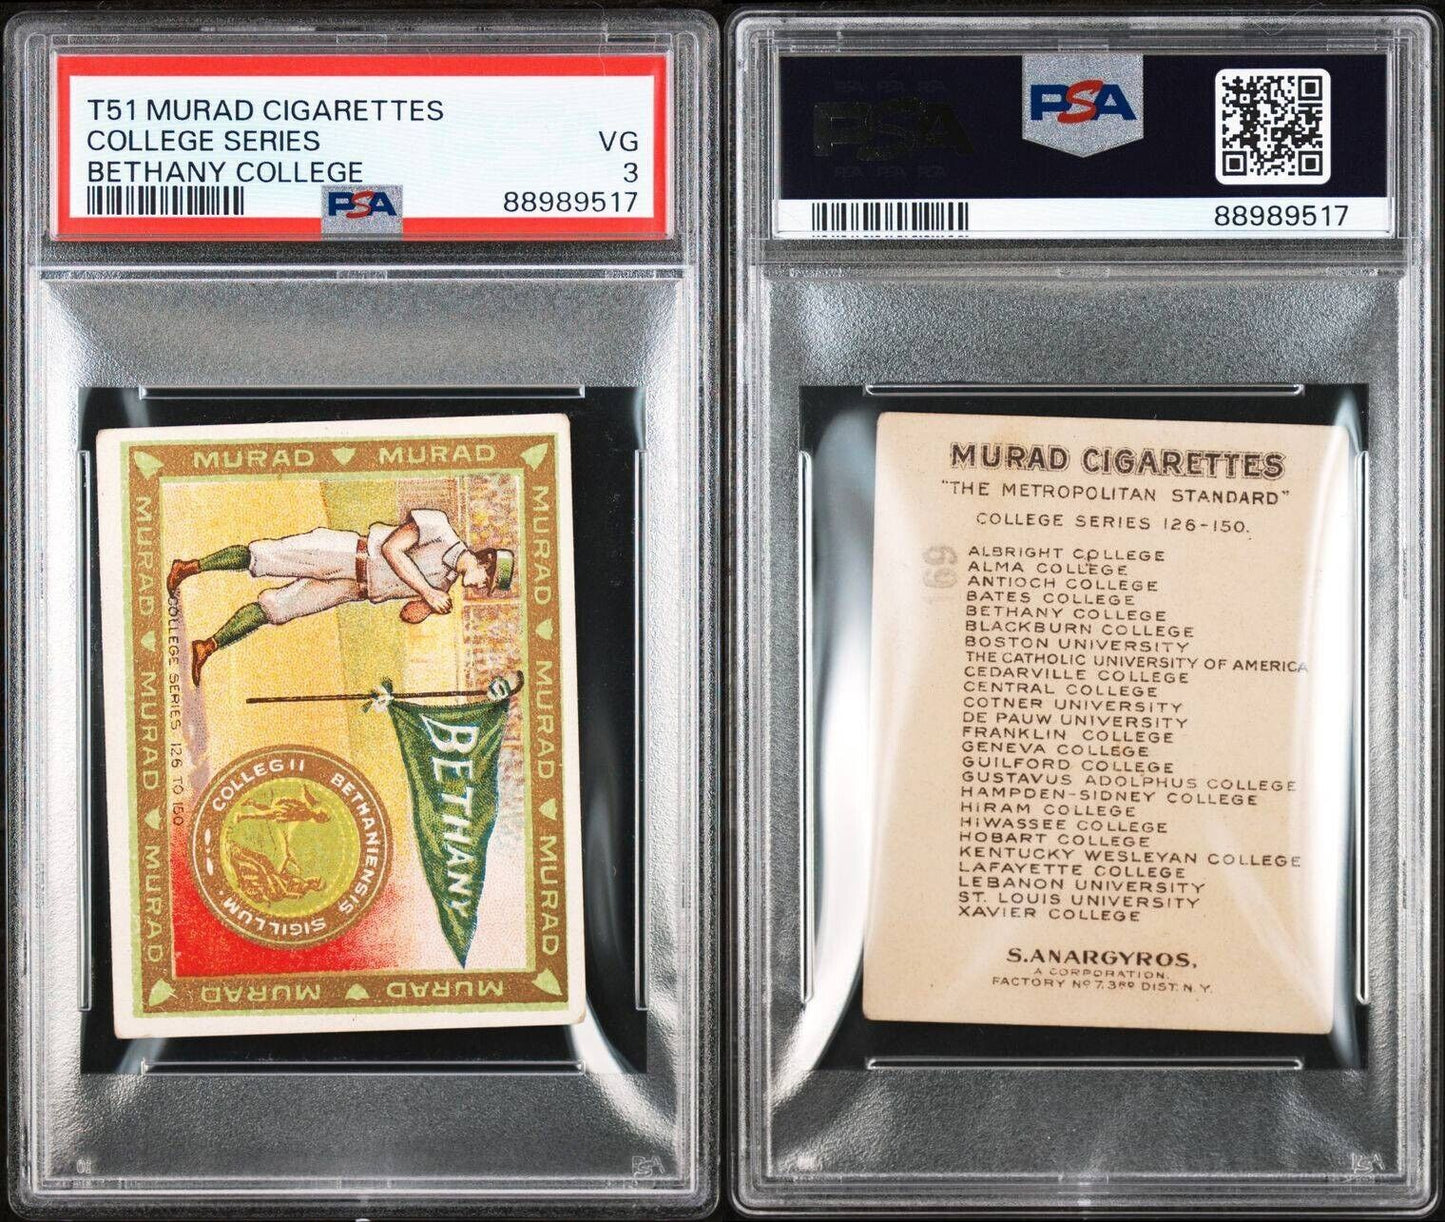 T51 MURAD CIGARETTES
COLLEGE SERIES VG
BETHANY COLLEGE 3
PSA 88989517
MURAD MURAD
MURAD MURAD MURAD
MURAD MURAD MURAD
MURAD MURAD MURAD
COLLEGE SERIES 126 TO 150
BETHANY
COLLEGII BETHANIENSIS SIGILLUM
PSA
PSA
88989517
MURAD CIGARETTES
"THE METROPOLITAN STANDARD"
COLLEGE SERIES 126-150.
169
ALBRIGHT COLLEGE
ALMA COLLEGE
ANTIOCH COLLEGE
BATES COLLEGE
BETHANY COLLEGE
BLACKBURN COLLEGE
BOSTON UNIVERSITY
THE CATHOLIC UNIVERSITY OF AMERICA
CEDARVILLE COLLEGE
CENTRAL COLLEGE
COTNER UNIVERSITY
DE PAUW UNIVERSITY
FRANKLIN COLLEGE
GENEVA COLLEGE
GUILFORD COLLEGE
GUSTAVUS ADOLPHUS COLLEGE
HAMPDEN-SIDNEY COLLEGE
HIRAM COLLEGE
HIWASSEE COLLEGE
HOBART COLLEGE
KENTUCKY WESLEYAN COLLEGE
LAFAYETTE COLLEGE
LEBANON UNIVERSITY
ST. LOUIS UNIVERSITY
XAVIER COLLEGE
S. ANARGYROS,
A CORPORATION.
FACTORY Nº 7. 3RD DIST. N.Y.